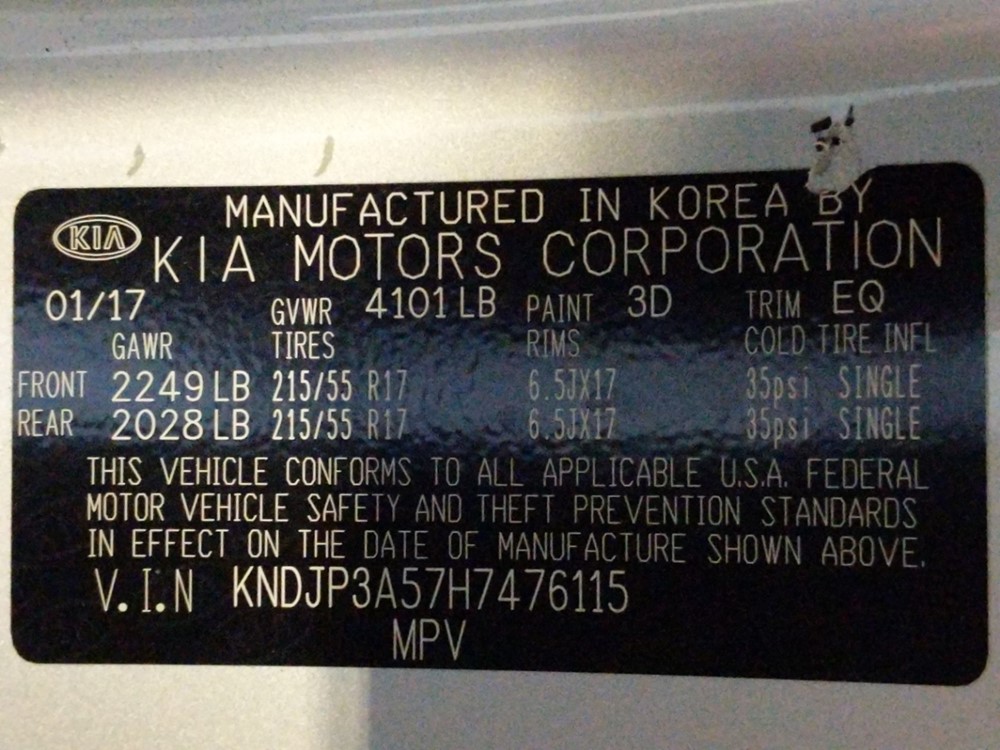 MANUFACTURED IN KOREA BY
KIA KIA MOTORS CORPORATION
01/17 GVWR 4101 LB PAINT 3D TRIM EQ
GAWR TIRES RIMS COLD TIRE INFL
FRONT 2249 LB 215/55 R17 6.5JX17 35psi SINGLE
REAR 2028 LB 215/55 R17 6.5JX17 35psi SINGLE
THIS VEHICLE CONFORMS TO ALL APPLICABLE U.S.A. FEDERAL
MOTOR VEHICLE SAFETY AND THEFT PREVENTION STANDARDS
IN EFFECT ON THE DATE OF MANUFACTURE SHOWN ABOVE.
V.I.N KNDJP3A57H7476115
MPV